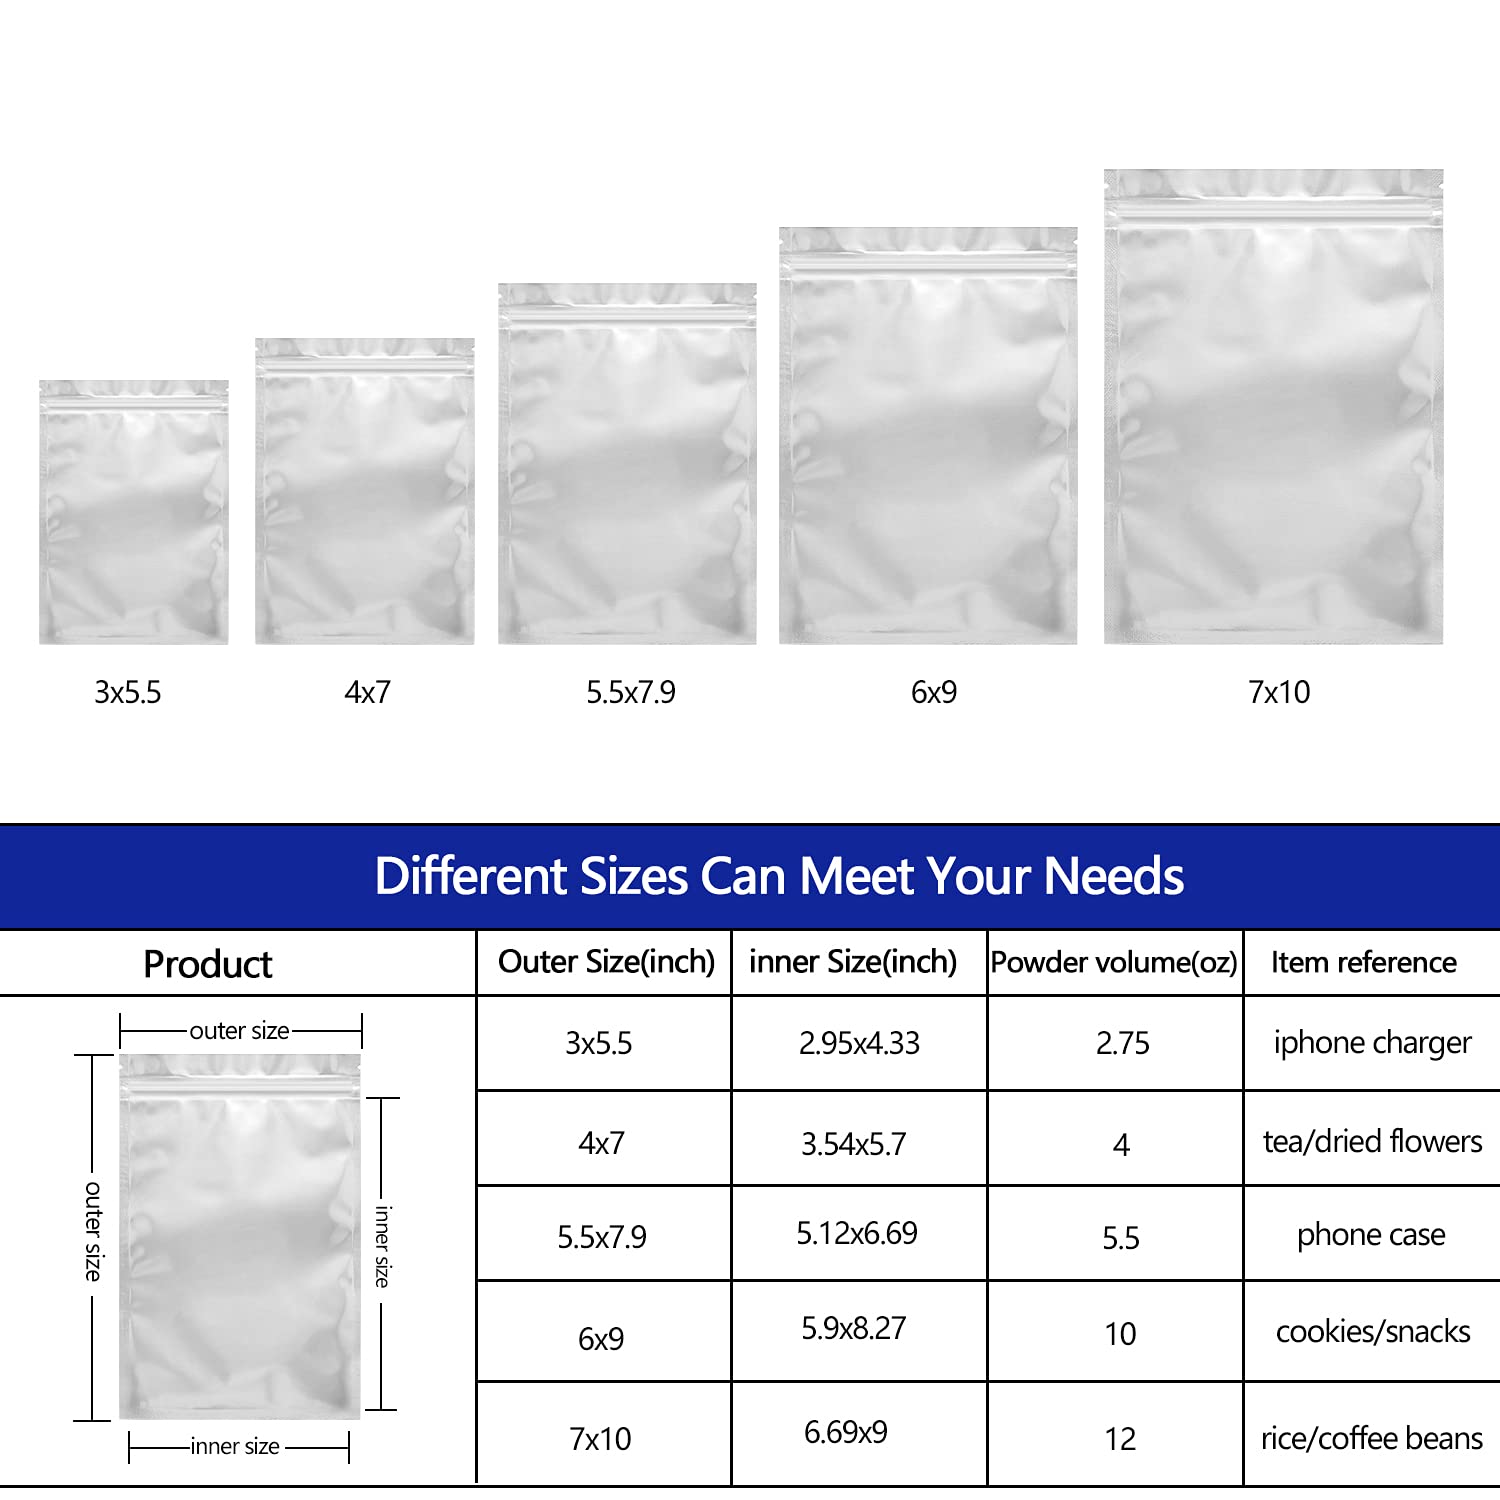 3x5.5 4x7 5.5x7.9 6x9 7x10
Different Sizes Can Meet Your Needs
Product Outer Size(inch) inner Size(inch) Powder volume(oz) Item reference
outer size
outer size
inner size
inner size
3x5.5 2.95x4.33 2.75 iphone charger
4x7 3.54x5.7 4 tea/dried flowers
5.5x7.9 5.12x6.69 5.5 phone case
6x9 5.9x8.27 10 cookies/snacks
7x10 6.69x9 12 rice/coffee beans